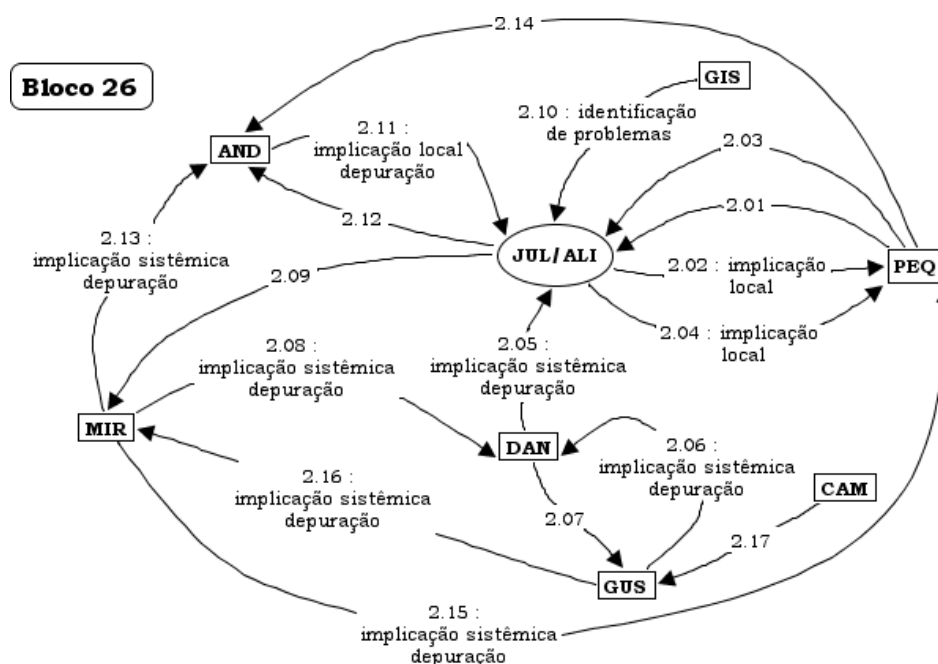 2.14
Bloco 26
GIS
2.10 : identificação
de problemas
2.11 :
implicação local
depuração
AND
2.03
2.01
2.12
JUL/ALI
2.13 :
implicação sistêmica
depuração
2.09
2.02 : implicação
local
PEQ
2.04 : implicação
local
2.08 :
implicação sistêmica
depuração
2.05 :
implicação sistêmica
depuração
MIR
DAN
2.06 :
implicação sistêmica
depuração
2.16 :
implicação sistêmica
depuração
CAM
2.07
2.17
GUS
2.15 :
implicação sistêmica
depuração